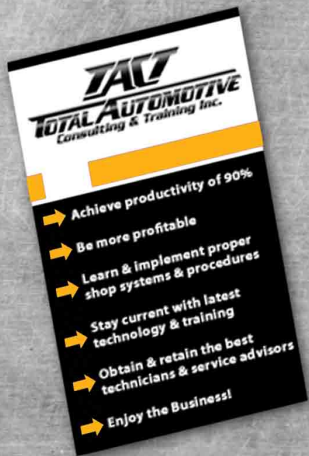 TACT
TOTAL AUTOMOTIVE
Consulting & Training Inc.
Achieve productivity of 90%
Be more profitable
Learn & implement proper
shop systems & procedures
Stay current with latest
technology & training
Obtain & retain the best
technicians & service advisors
Enjoy the Business!